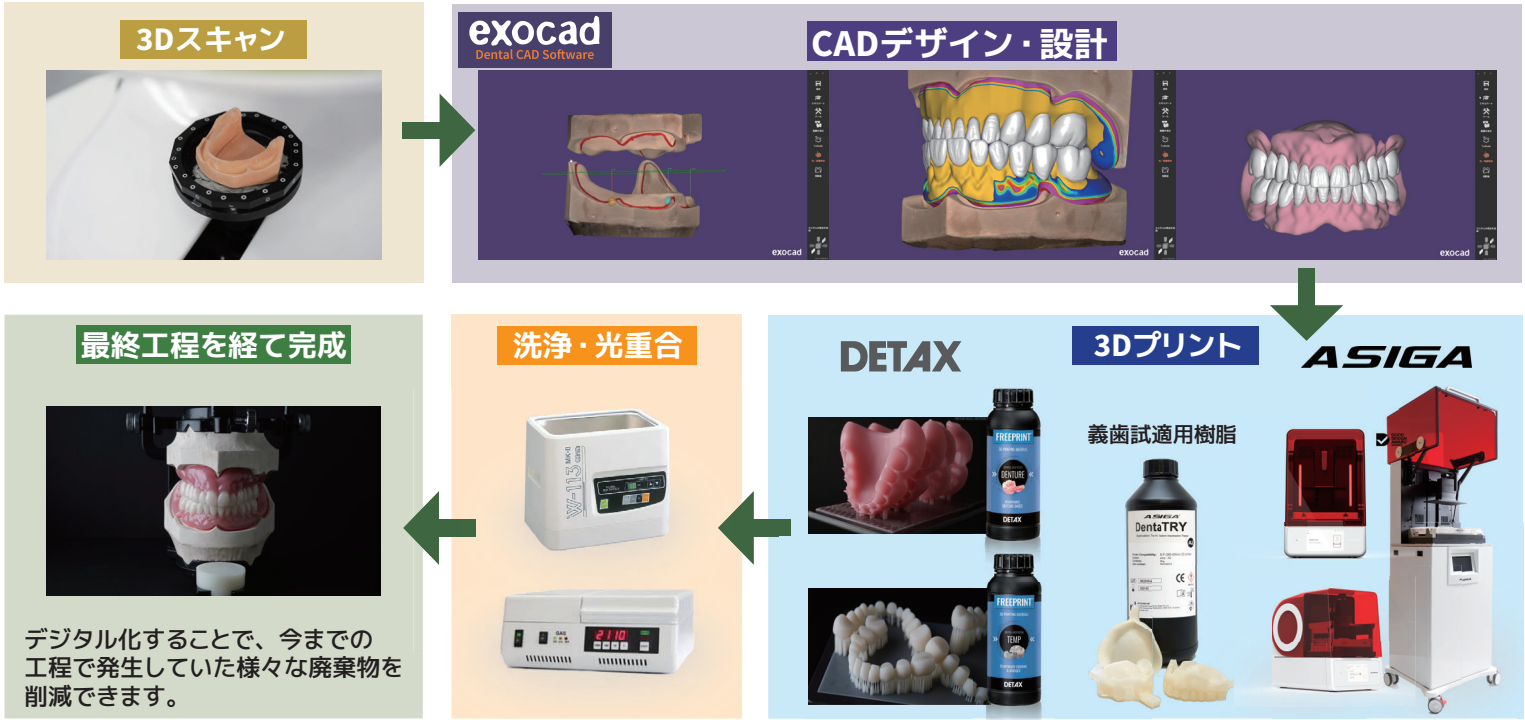 3Dスキャン
exocad
Dental CAD Software
CADデザイン・設計
exocad
exocad
exocad
3Dプリント
DETAX
ASIGA
義歯試適用樹脂
FREEPRINT
DENTURE
DETAX
FREEPRINT
TEMP
DETAX
ASIGA
DentaTRY
洗浄・光重合
W-113
MK-II
GAS
2110
最終工程を経て完成
デジタル化することで、今までの
工程で発生していた様々な廃棄物を
削減できます。